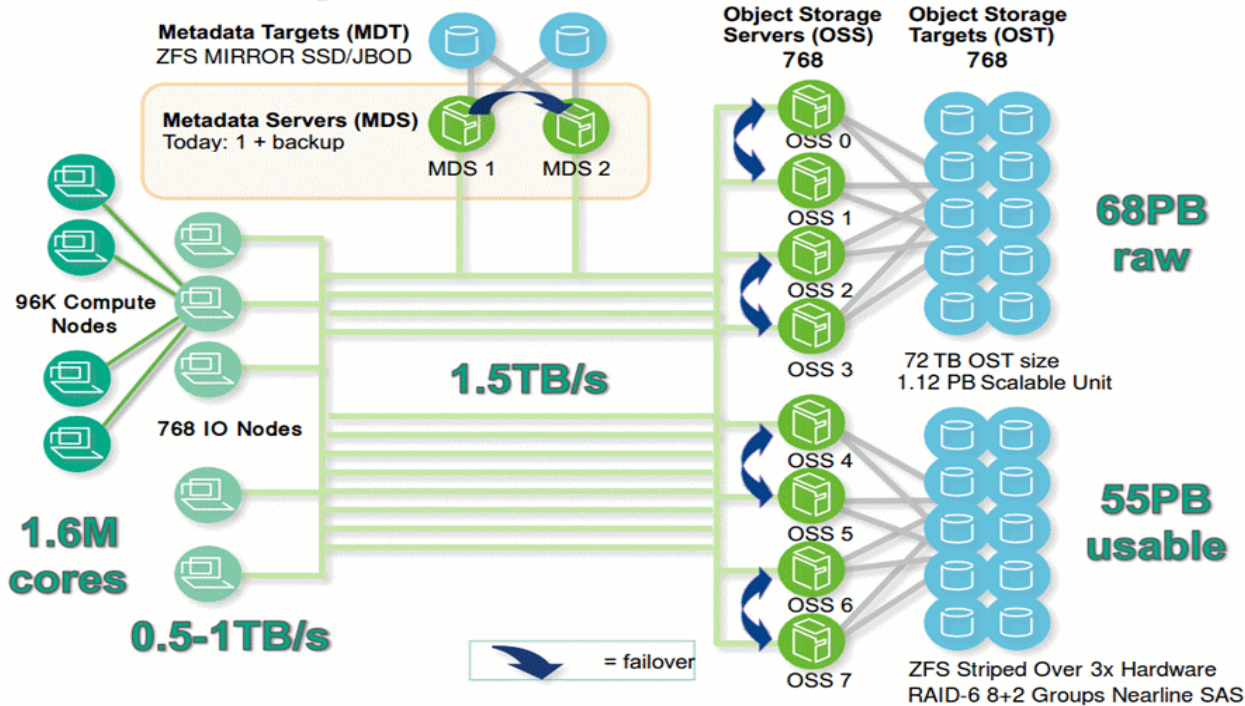 Metadata Targets (MDT)
ZFS MIRROR SSD/JBOD
Metadata Servers (MDS)
Today: 1 + backup
MDS 1
MDS 2
96K Compute
Nodes
768 IO Nodes
1.6M
cores
0.5-1TB/s
1.5TB/s
= failover
Object Storage
Servers (OSS)
768
OSS 0
OSS 1
OSS 2
OSS 3
OSS 4
OSS 5
OSS 6
OSS 7
Object Storage
Targets (OST)
768
68PB
raw
72 TB OST size
1.12 PB Scalable Unit
55PB
usable
ZFS Striped Over 3x Hardware
RAID-6 8+2 Groups Nearline SAS